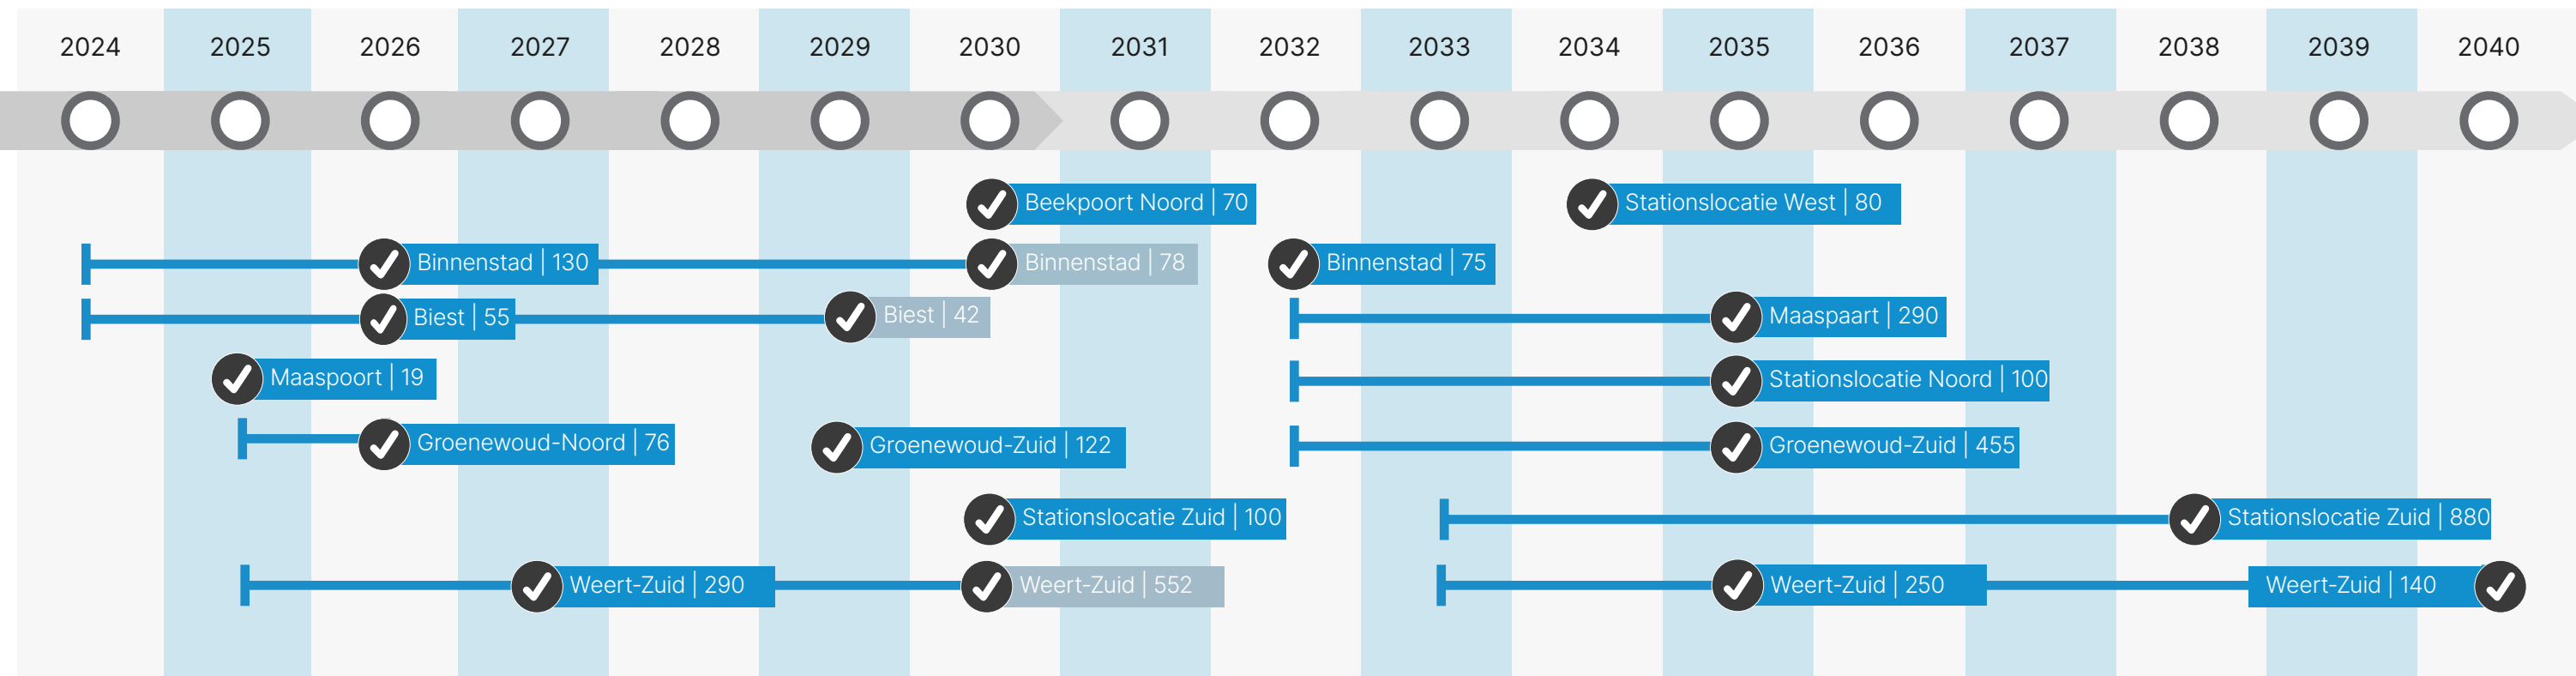 2024 2025 2026 2027 2028 2029 2030 2031 2032 2033 2034 2035 2036 2037 2038 2039 2040
Beekpoort Noord | 70 Stationslocatie West | 80
Binnenstad | 130 Binnenstad | 78 Binnenstad | 75
Biest | 55 Biest | 42 Maaspaart | 290
Maaspoort | 19 Stationslocatie Noord | 100
Groenewoud-Noord | 76 Groenewoud-Zuid | 122 Groenewoud-Zuid | 455
Stationslocatie Zuid | 100 Stationslocatie Zuid | 880
Weert-Zuid | 290 Weert-Zuid | 552 Weert-Zuid | 250 Weert-Zuid | 140